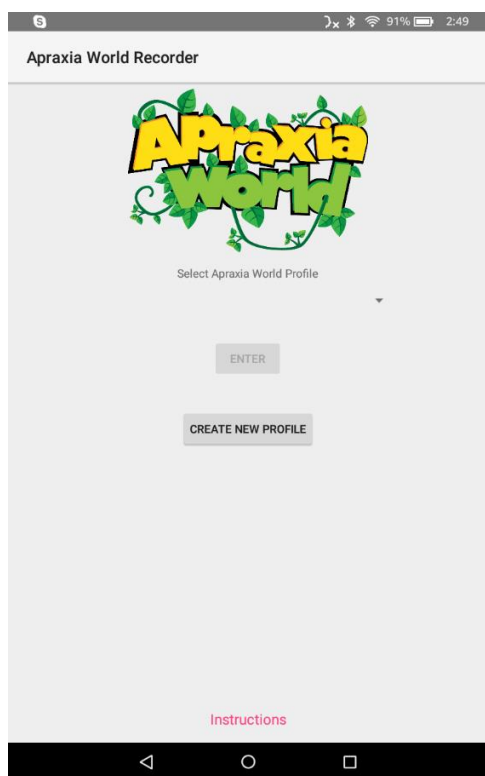 91% 2:49
Apraxia World Recorder
Apraxia
World
Select Apraxia World Profile
ENTER
CREATE NEW PROFILE
Instructions